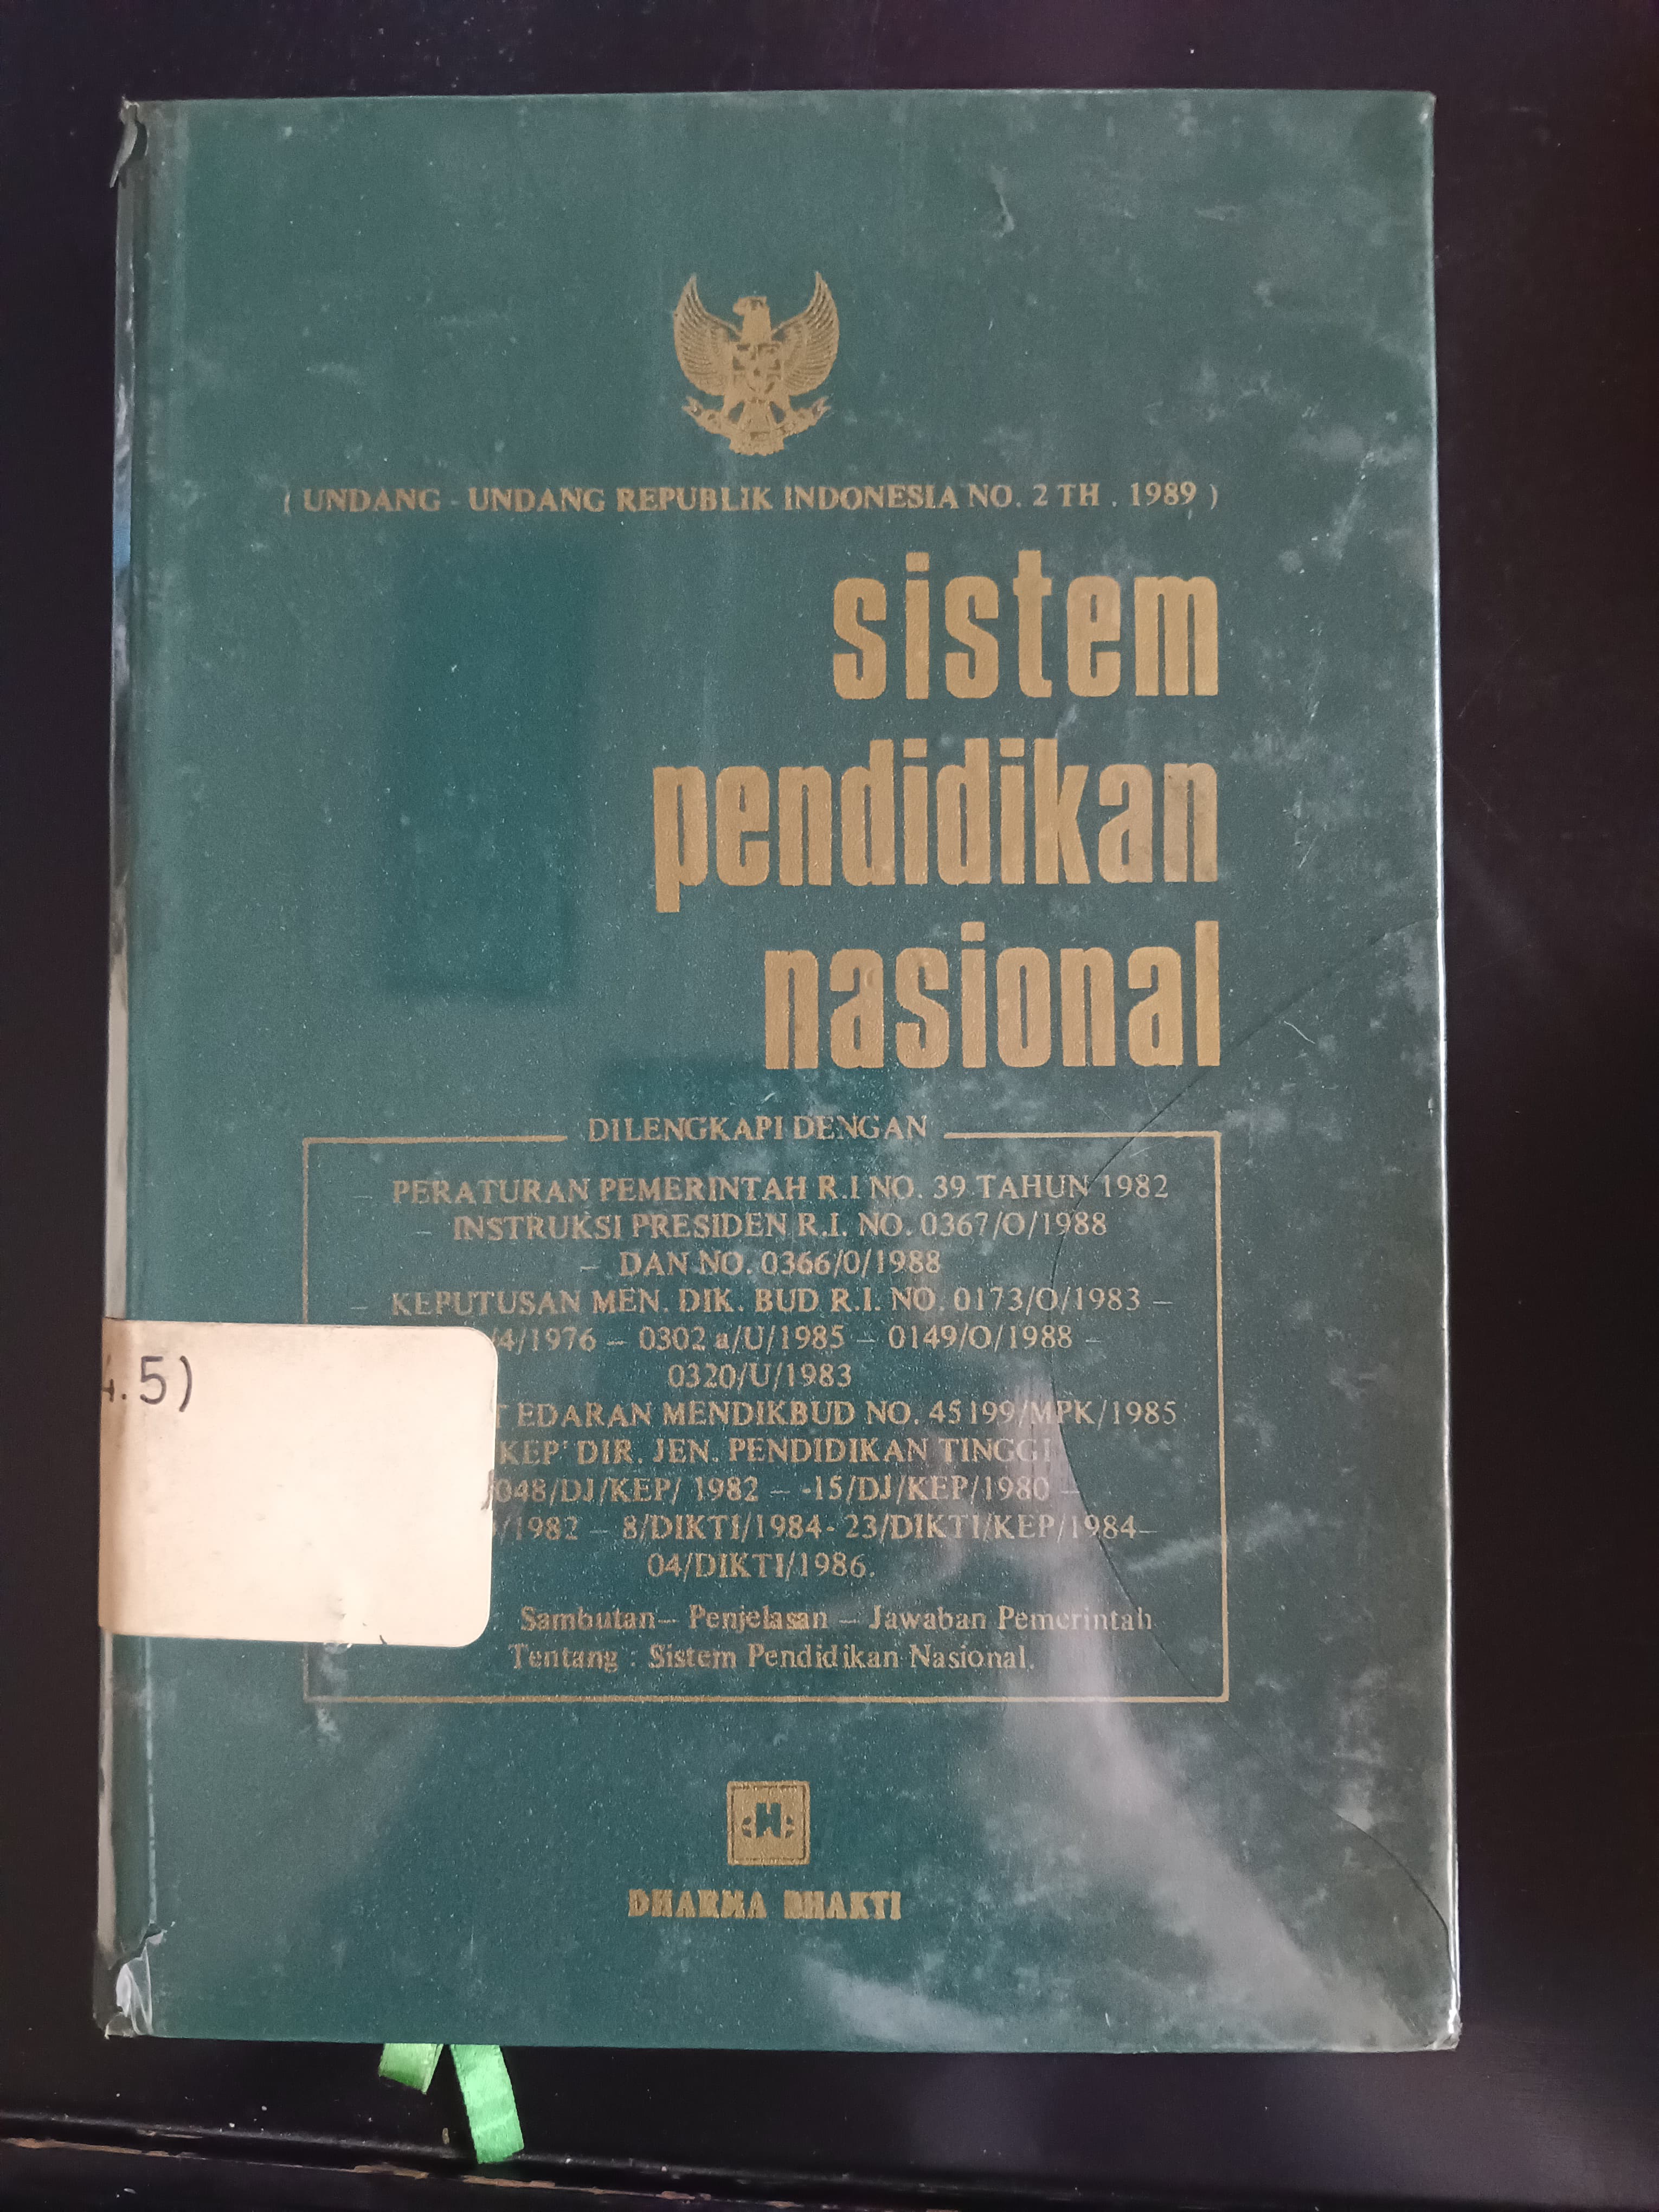 ( UNDANG - UNDANG REPUBLIK INDONESIA NO. 2 TH . 1989 )
sistem
pendidikan
nasional
DILENGKAPI DENGAN
– PERATURAN PEMERINTAH R.I NO. 39 TAHUN 1982
– INSTRUKSI PRESIDEN R.I. NO. 0367/O/1988
– DAN NO. 0366/0/1988
– KEPUTUSAN MEN. DIK. BUD R.I. NO. 0173/O/1983 –
/4/1976 – 0302 a/U/1985 – 0149/O/1988 –
0320/U/1983
EDARAN MENDIKBUD NO. 45199/MPK/1985
KEP' DIR. JEN. PENDIDIKAN TINGGI
048/DJ/KEP/ 1982 – -15/DJ/KEP/1980 –
/1982 – 8/DIKTI/1984- 23/DIKTI/KEP/1984–
04/DIKTI/1986.
Sambutan– Penjelasan – Jawaban Pemerintah
Tentang : Sistem Pendidikan Nasional.
4.5)
DHARMA BHAKTI